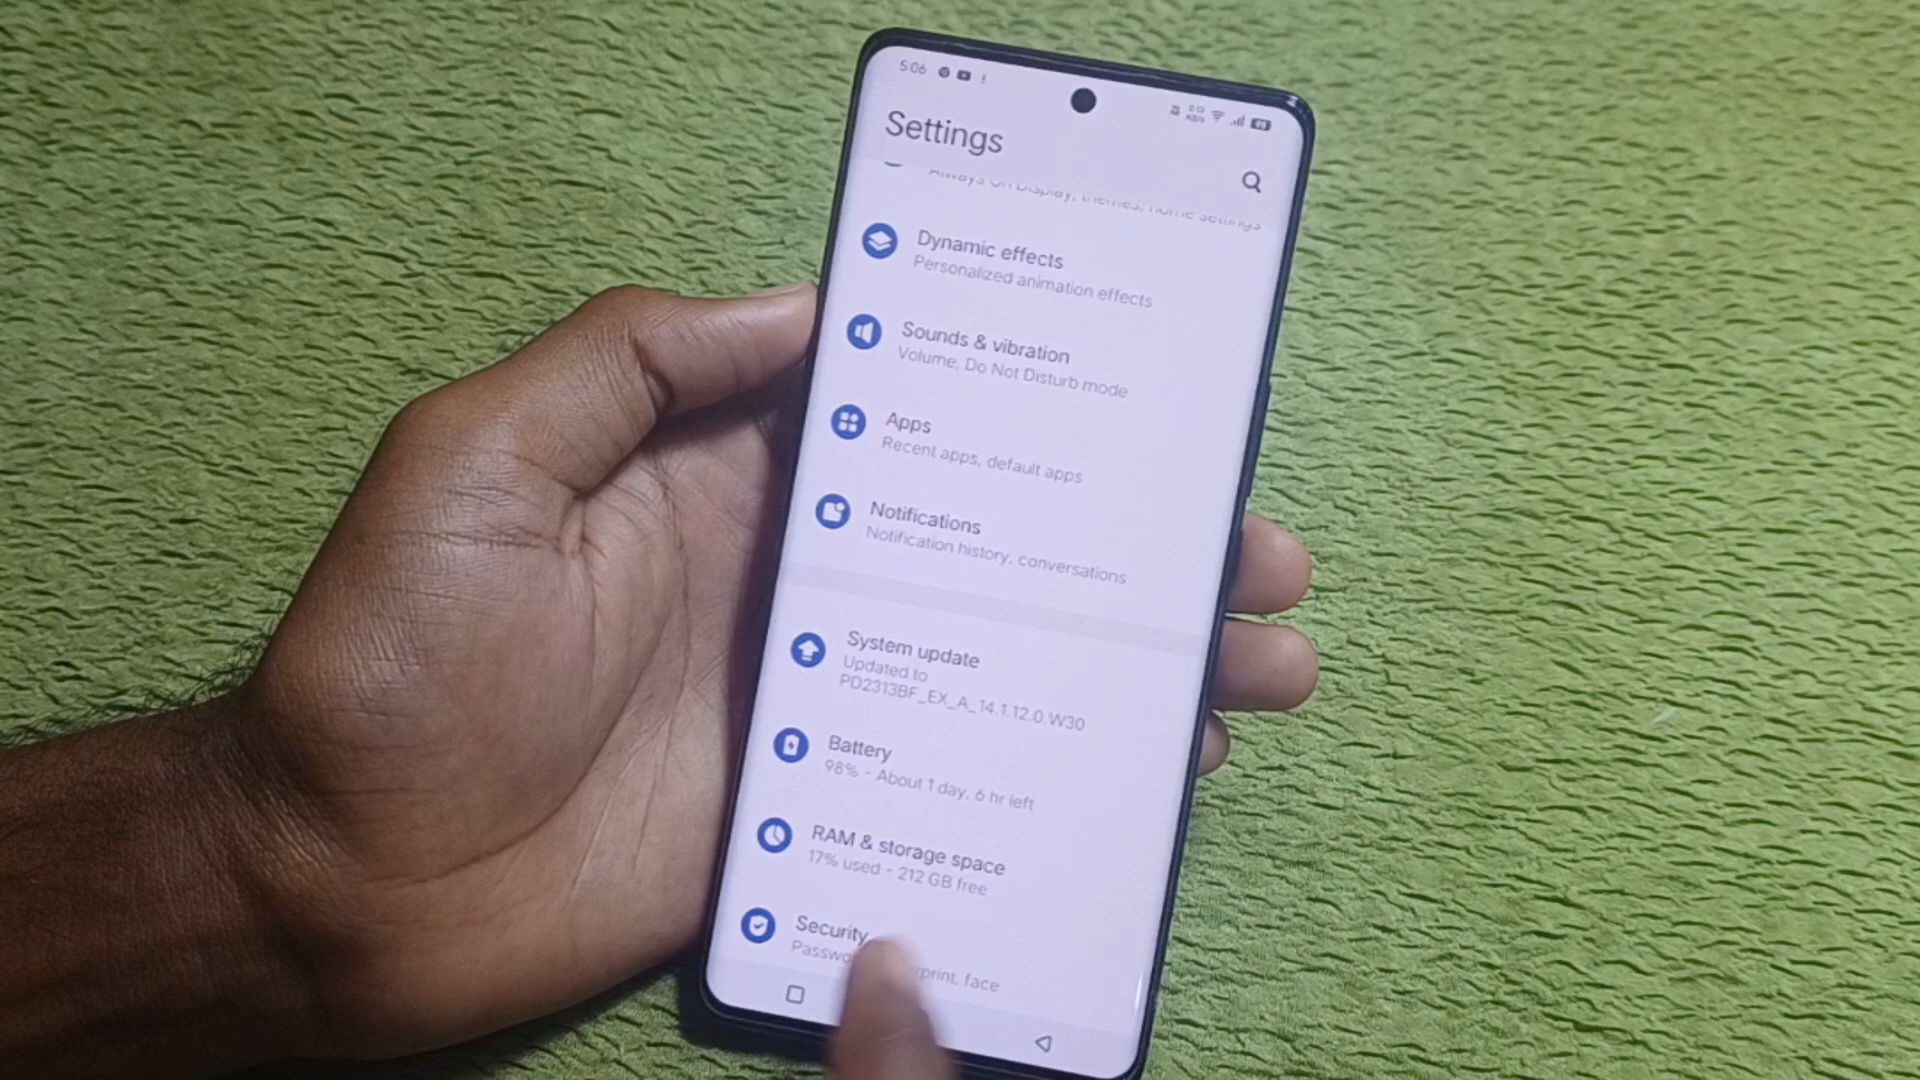 5:06
Settings
Always On Display, themes, home settings
Dynamic effects
Personalized animation effects
Sounds & vibration
Volume, Do Not Disturb mode
Apps
Recent apps, default apps
Notifications
Notification history, conversations
System update
Updated to
PD2313BF_EX_A_14.1.12.0.W30
Battery
98% - About 1 day, 6 hr left
RAM & storage space
17% used - 212 GB free
Security
face